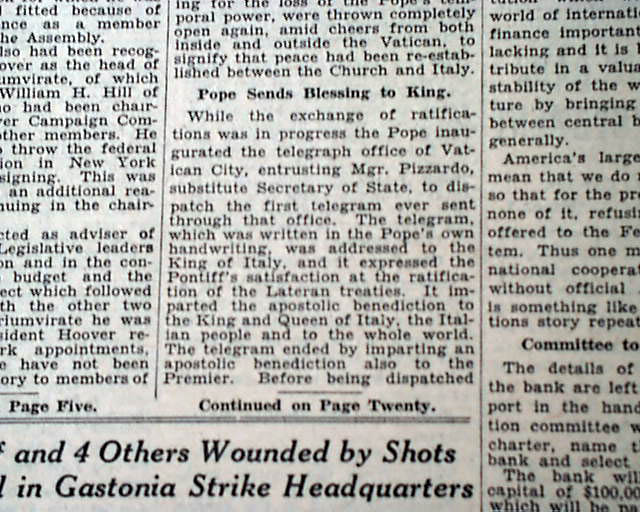 fitted because of
nce as a member
he Assembly.
lso had been recog-
over as the head of
umvirate, of which
William H. Hill of
ho had been chair-
ver Campaign Com-
other members. He
o throw the federal
ion in New York
signing. This was
an additional rea-
nuing in the chair-
cted as adviser of
Legislative leaders
on and in the con-
budget and the
ect which followed
th the other two
riumvirate he was
sident Hoover re-
rk appointments,
e have not been
ory to members of
Page Five.
ing for the loss of the Pope's tem-
poral power, were thrown completely
open again, amid cheers from both
inside and outside the Vatican, to
signify that peace had been re-estab-
lished between the Church and Italy.
Pope Sends Blessing to King.
While the exchange of ratifica-
tions was in progress the Pope inau-
gurated the telegraph office of Vat-
ican City, entrusting Mgr. Pizzardo,
substitute Secretary of State, to dis-
patch the first telegram ever sent
through that office. The telegram,
which was written in the Pope's own
handwriting, was addressed to the
King of Italy, and it expressed the
Pontiff's satisfaction at the ratifica-
tion of the Lateran treaties. It im-
parted the apostolic benediction to
the King and Queen of Italy, the Ital-
ian people and to the whole world.
The telegram ended by imparting an
apostolic benediction also to the
Premier. Before being dispatched
Continued on Page Twenty.
world of internati
finance important
lacking and it is
tribute in a valua
stability of the w
ture by bringing
between central b
generally.
America's large
mean that we do n
so that for the pr
none of it, refusi
offered to the Fe
tem. Thus one m
national coopera
without official
is something like
tions story repeat
Committee to
The details of
the bank are left
port in the hand
tion committee w
charter, name t
bank and select
The bank will
capital of $100,00
which will be pa
f and 4 Others Wounded by Shots
l in Gastonia Strike Headquarters